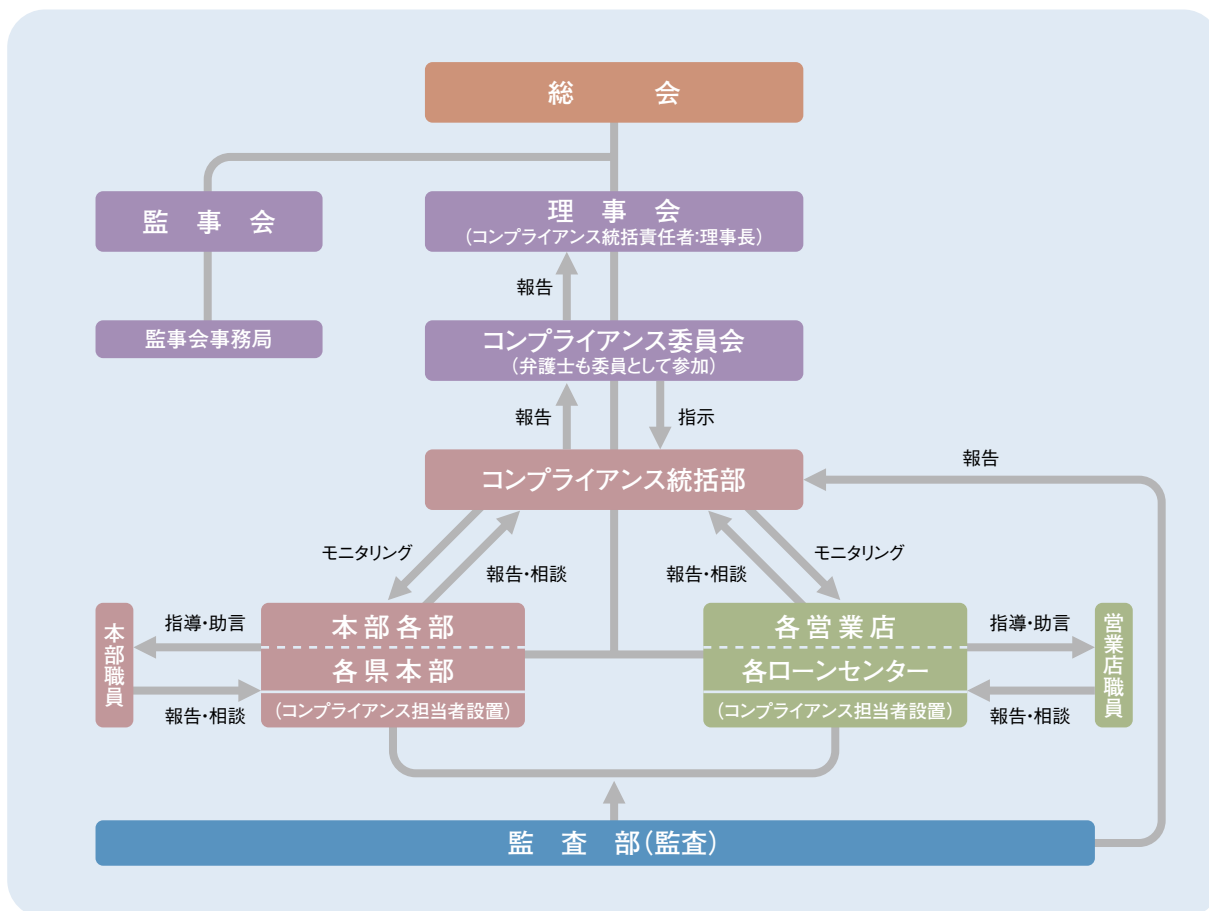 総　会
監　事　会
理　事　会
(コンプライアンス統括責任者:理事長)
報告
監事会事務局
コンプライアンス委員会
(弁護士も委員として参加)
報告
指示
コンプライアンス統括部
報告
モニタリング
報告・相談
報告・相談
モニタリング
本部職員
指導・助言
報告・相談
本部各部
各県本部
(コンプライアンス担当者設置)
各営業店
各ローンセンター
(コンプライアンス担当者設置)
指導・助言
報告・相談
営業店職員
監　査　部(監査)